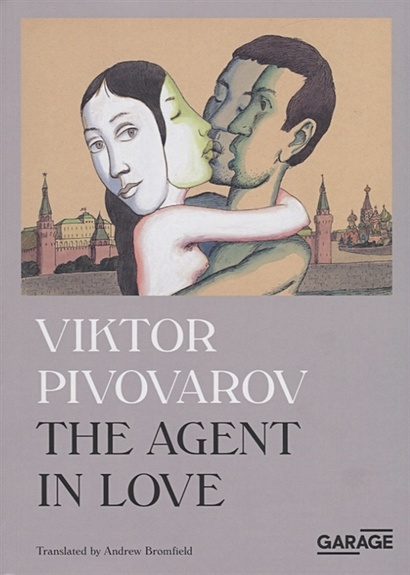 VIKTOR
PIVOVAROV
THE AGENT
IN LOVE
Translated by Andrew Bromfield
GARAGE